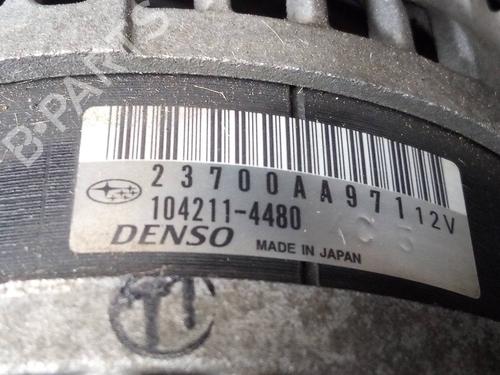 B-PARTS
23700AA971 12V
104211-4480
DENSO
MADE IN JAPAN